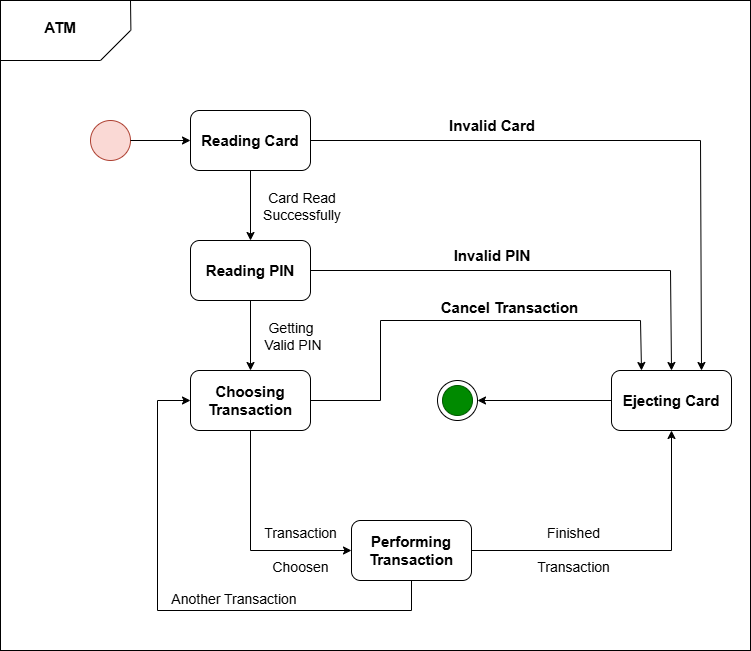 ATM
Invalid Card
Reading Card
Card Read
Successfully
Invalid PIN
Reading PIN
Getting
Valid PIN
Cancel Transaction
Choosing
Transaction
Ejecting Card
Transaction
Choosen
Performing
Transaction
Finished
Transaction
Another Transaction